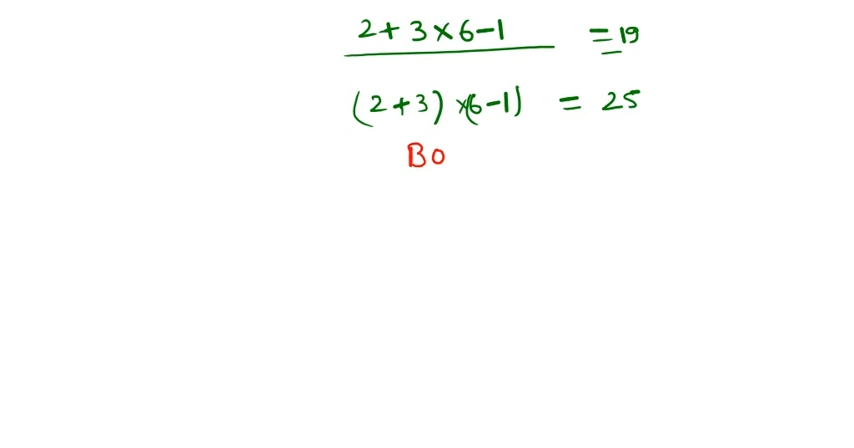 2 + 3 × 6 - 1 = 19
(2 + 3) × (6 - 1) = 25
BO